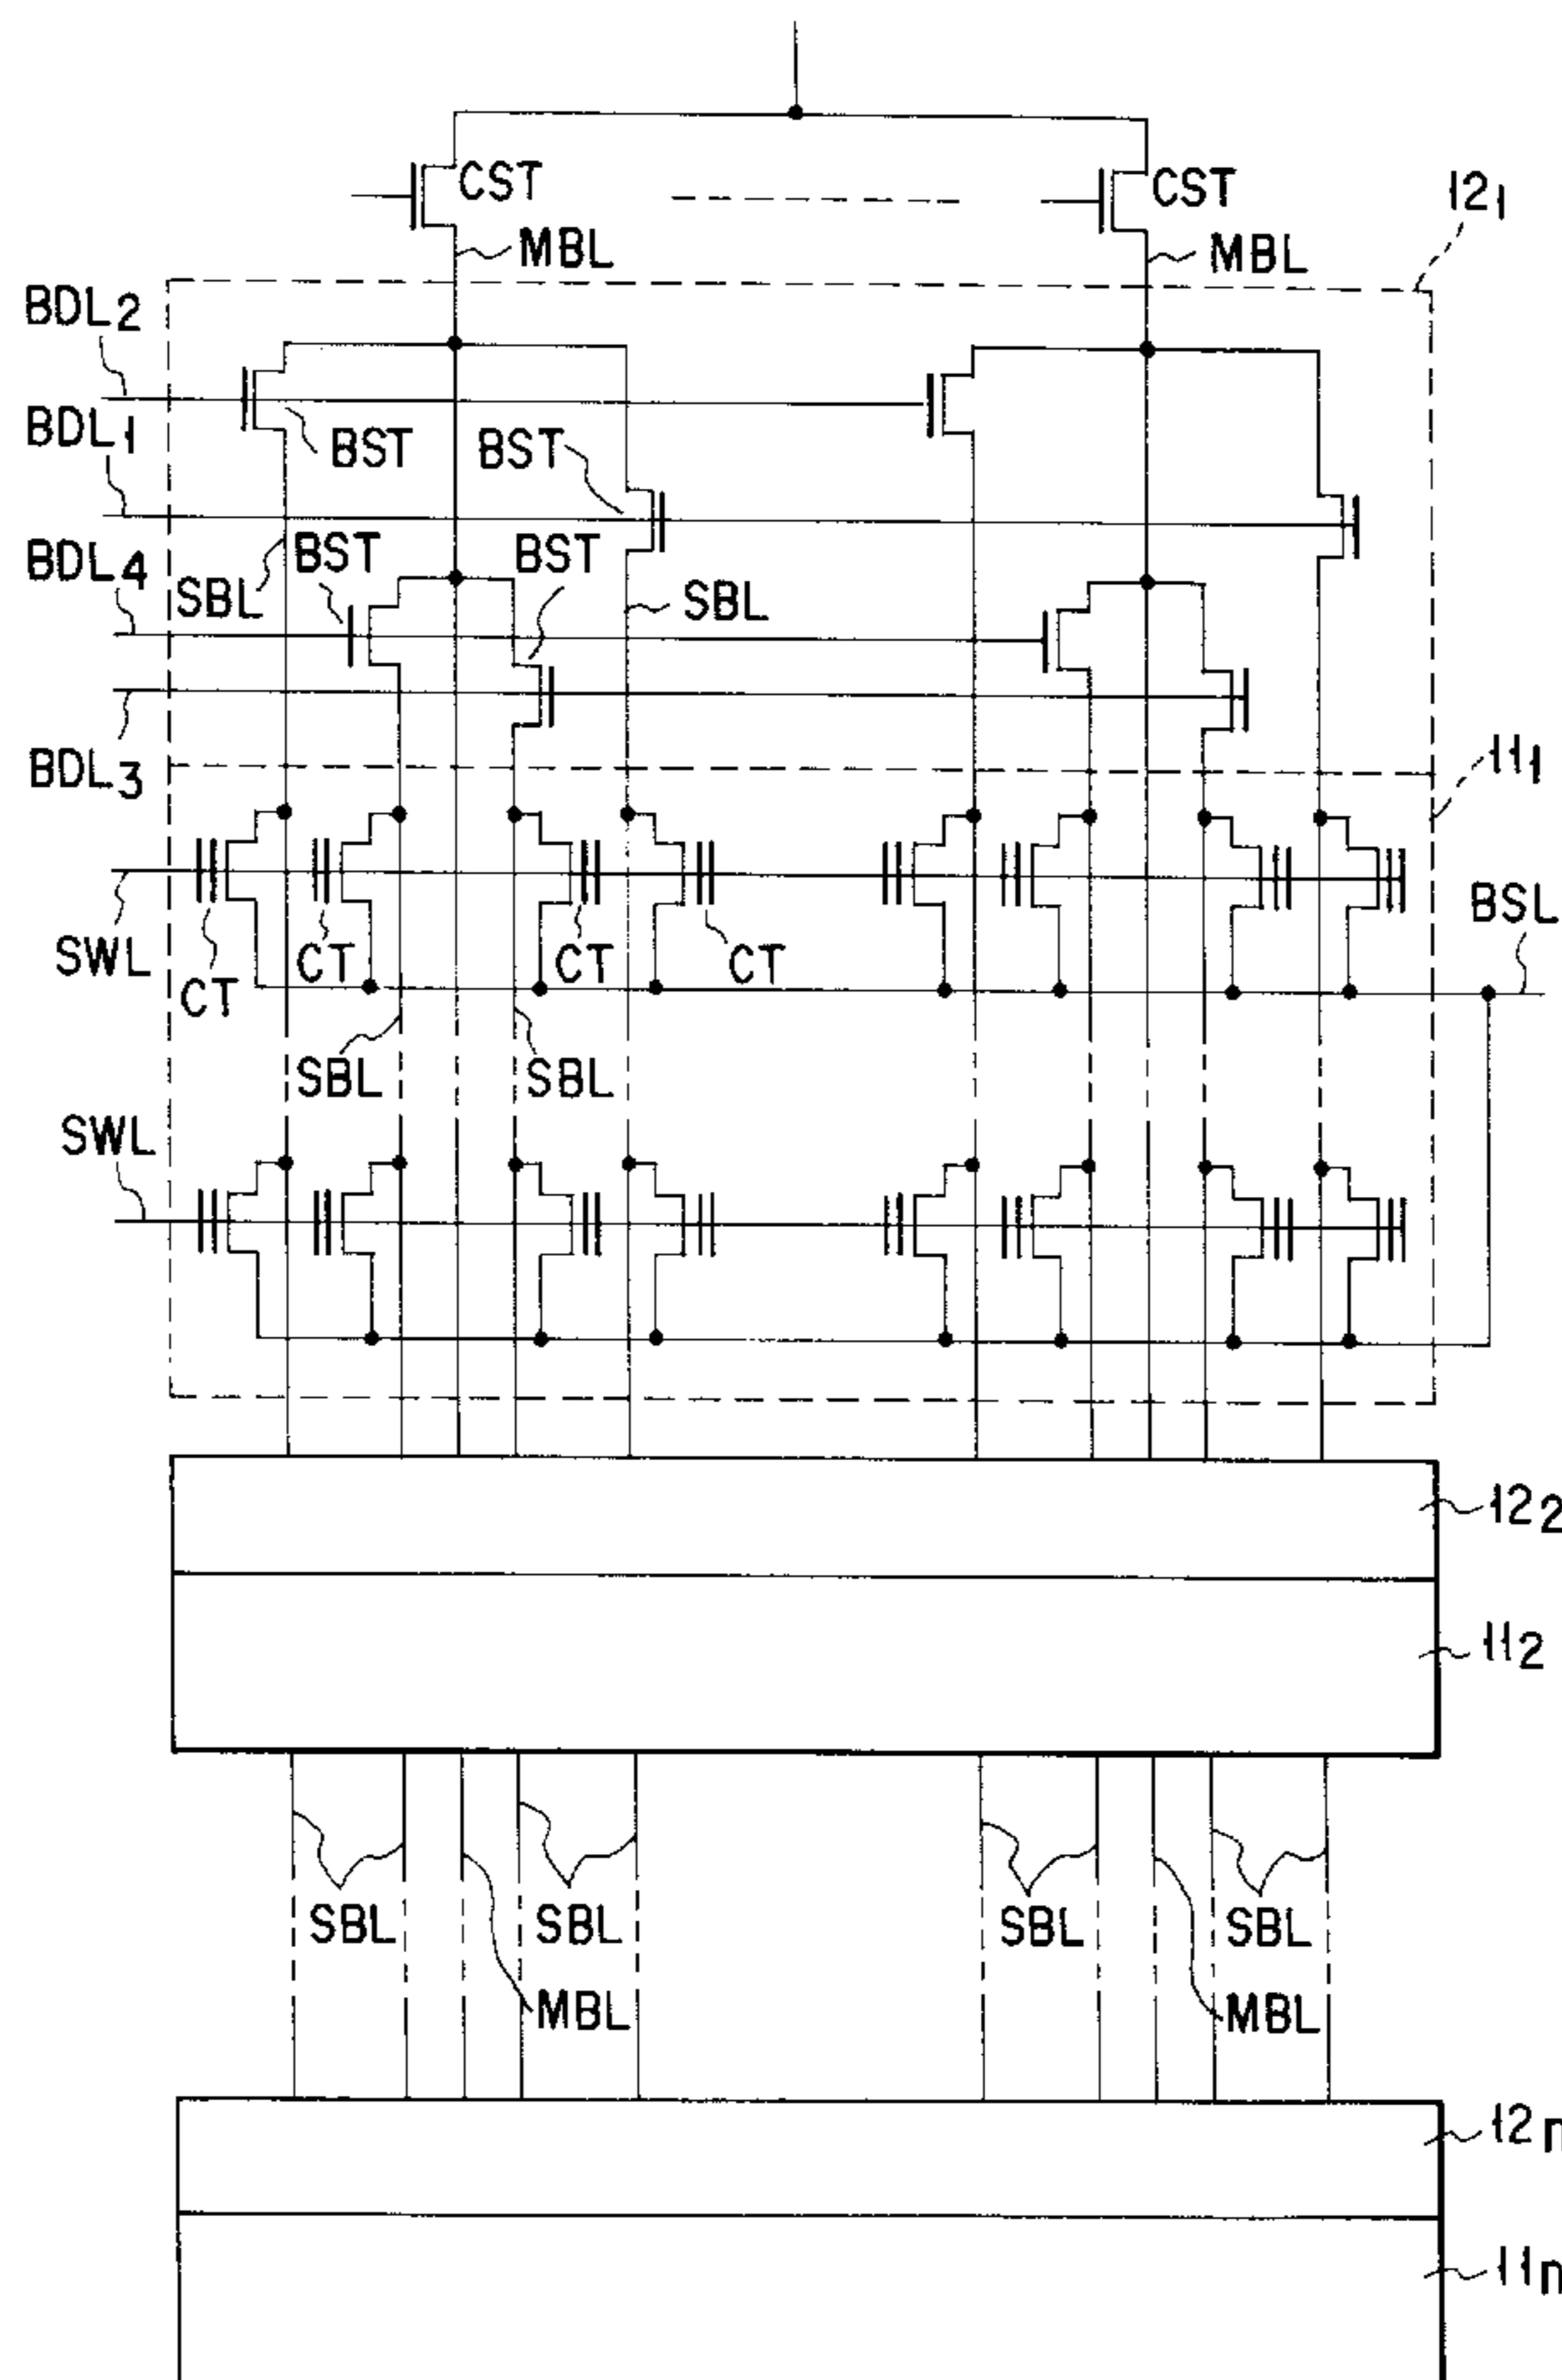 CST
CST
12₁
MBL
MBL
BDL₂
BDL₁
BST
BST
BDL₄
BST
BST
SBL
SBL
BDL₃
11₁
SWL
CT
CT
CT
CT
BSL
SBL
SBL
SWL
12₂
11₂
SBL
SBL
SBL
SBL
MBL
MBL
12n
11n